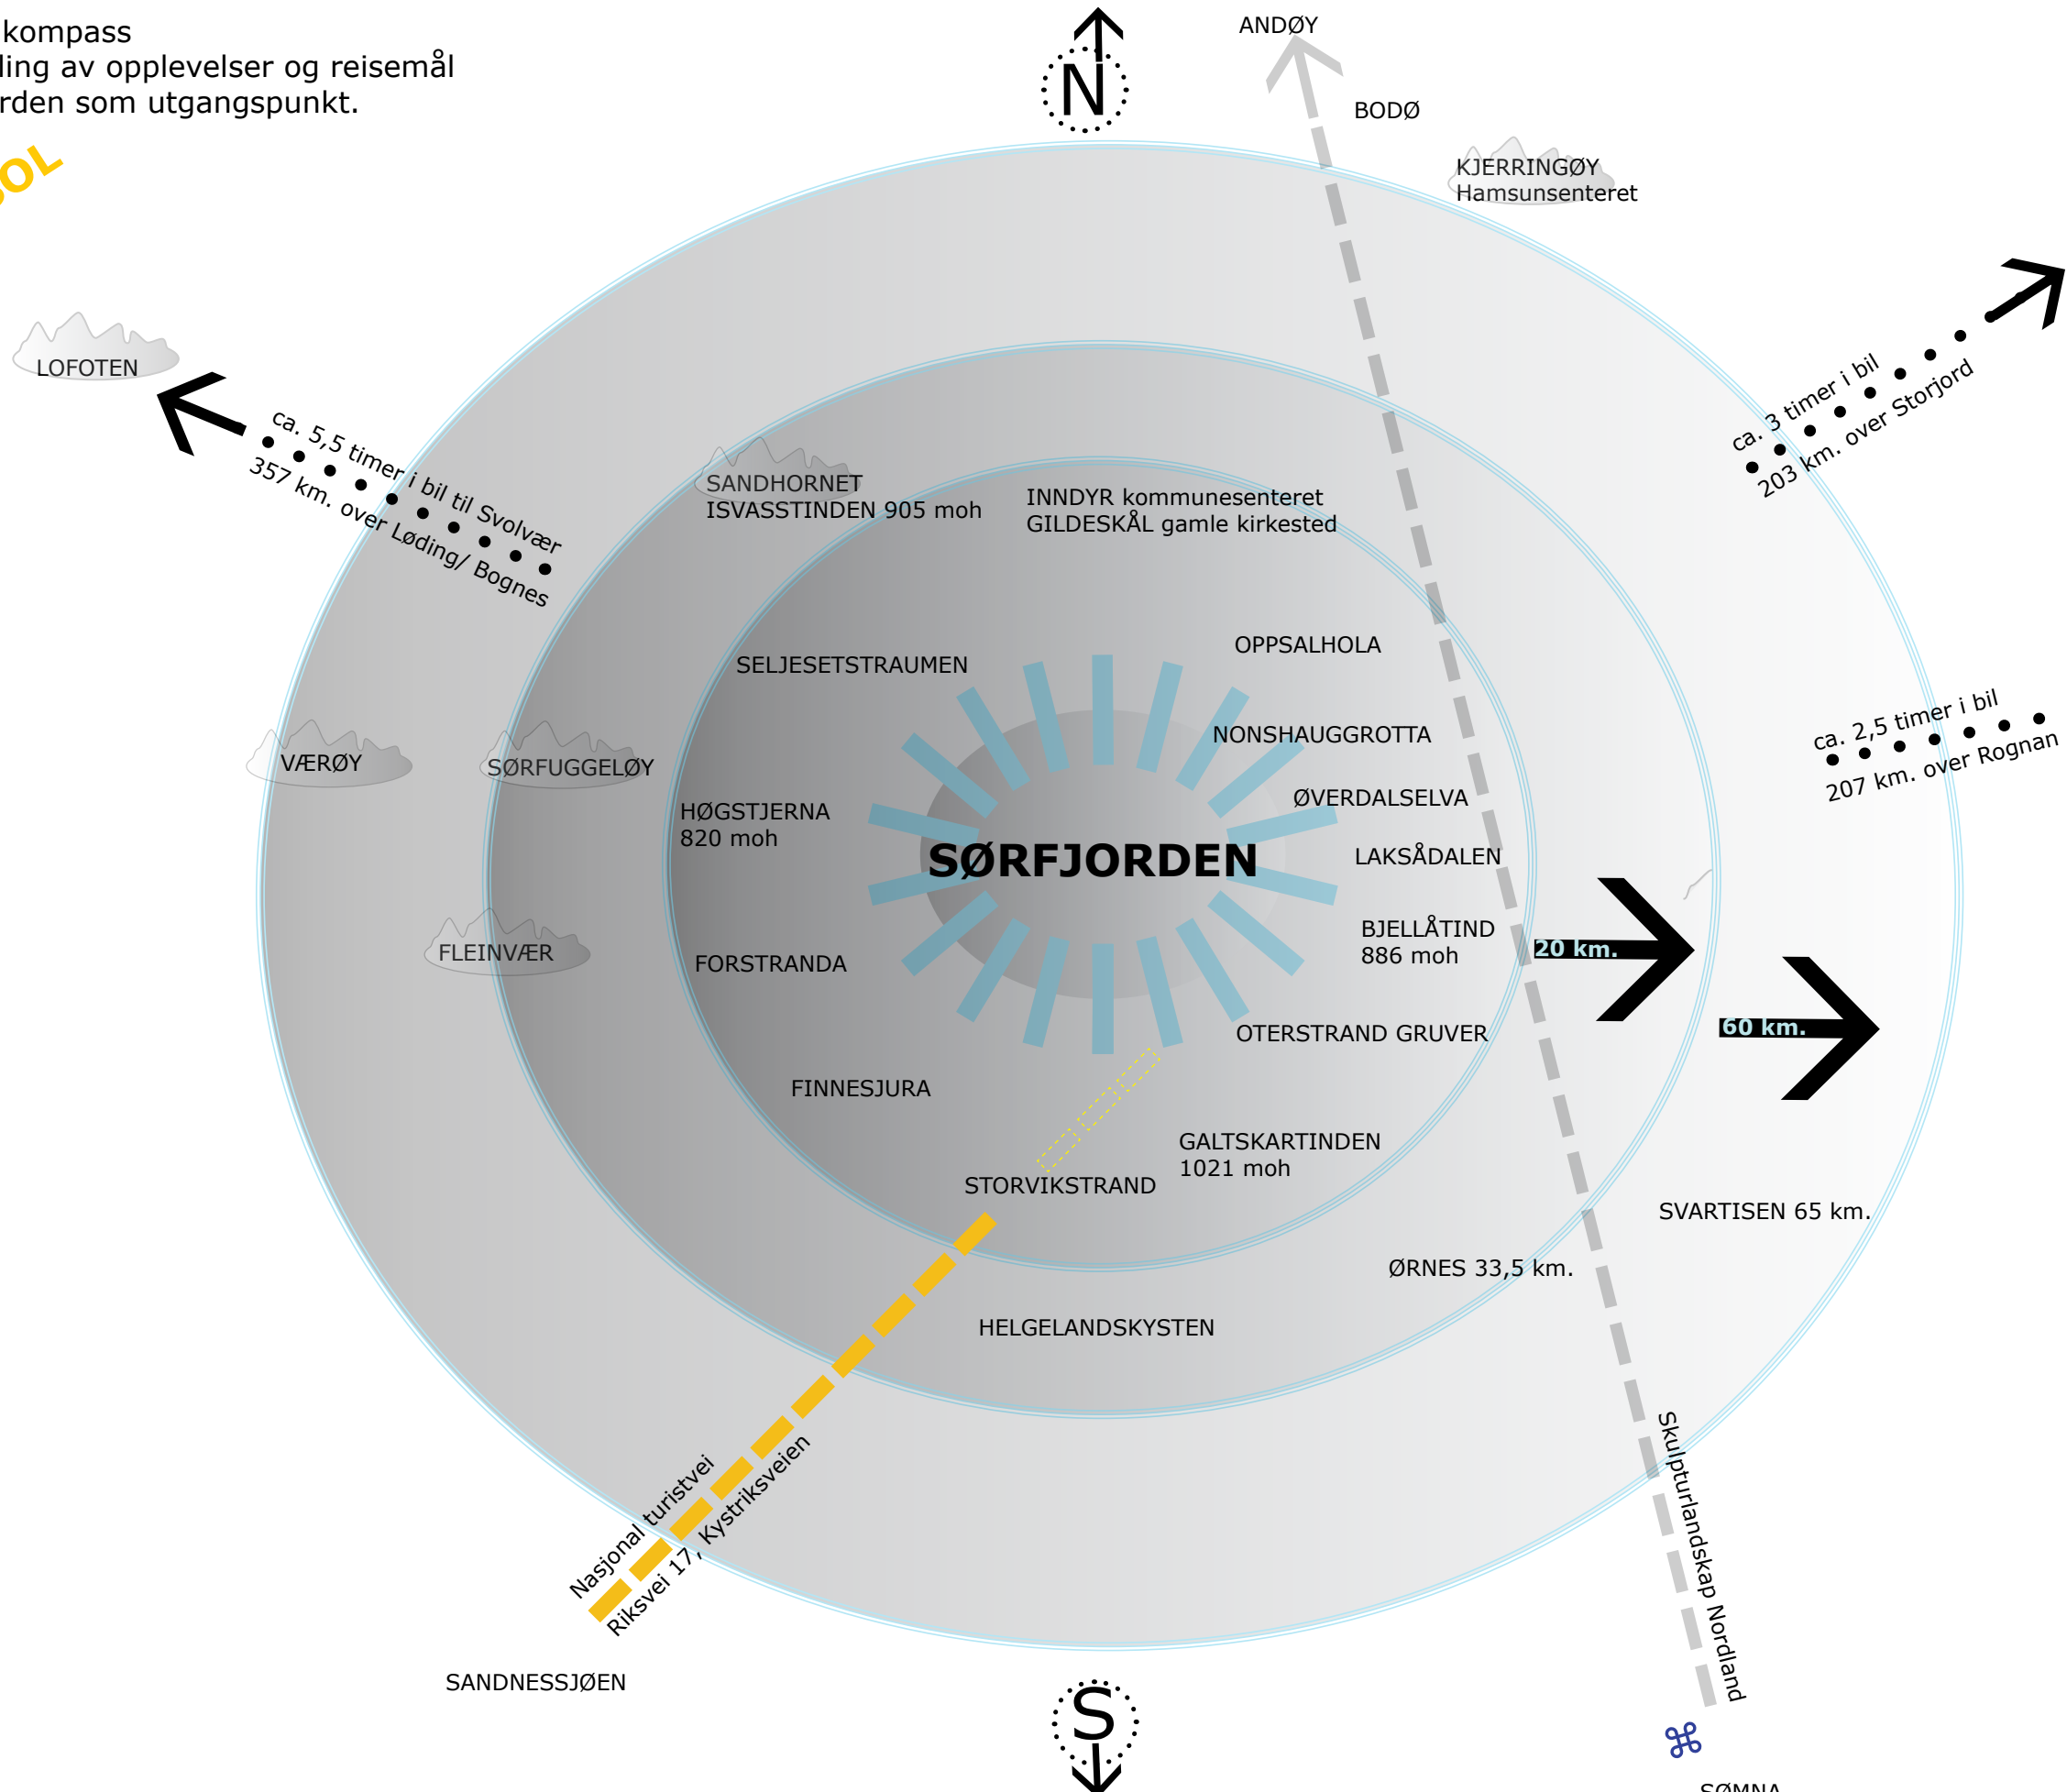 kompass
ling av opplevelser og reisemål
rden som utgangspunkt.
OL
N
ANDØY
BODØ
KJERRINGØY
Hamsunsenteret
LOFOTEN
ca. 5,5 timer i bil til Svolvær
357 km. over Løding/ Bognes
ca. 3 timer i bil
203 km. over Storjord
SANDHORNET
ISVASSTINDEN 905 moh
INNDYR kommunesenteret
GILDESKÅL gamle kirkested
OPPSALHOLA
SELJESETSTRAUMEN
NONSHAUGGROTTA
ca. 2,5 timer i bil
207 km. over Rognan
VÆRØY
SØRFUGGELØY
HØGSTJERNA
820 moh
ØVERDALSELVA
SØRFJORDEN
LAKSÅDALEN
BJELLÅTIND
886 moh
20 km.
FLEINVÆR
FORSTRANDA
60 km.
OTERSTRAND GRUVER
FINNESJURA
GALTSKARTINDEN
1021 moh
STORVIKSTRAND
SVARTISEN 65 km.
ØRNES 33,5 km.
HELGELANDSKYSTEN
Nasjonal turistvei
Riksvei 17, Kystriksveien
Skulpturlandskap Nordland
SANDNESSJØEN
S
⌘
SØMNA